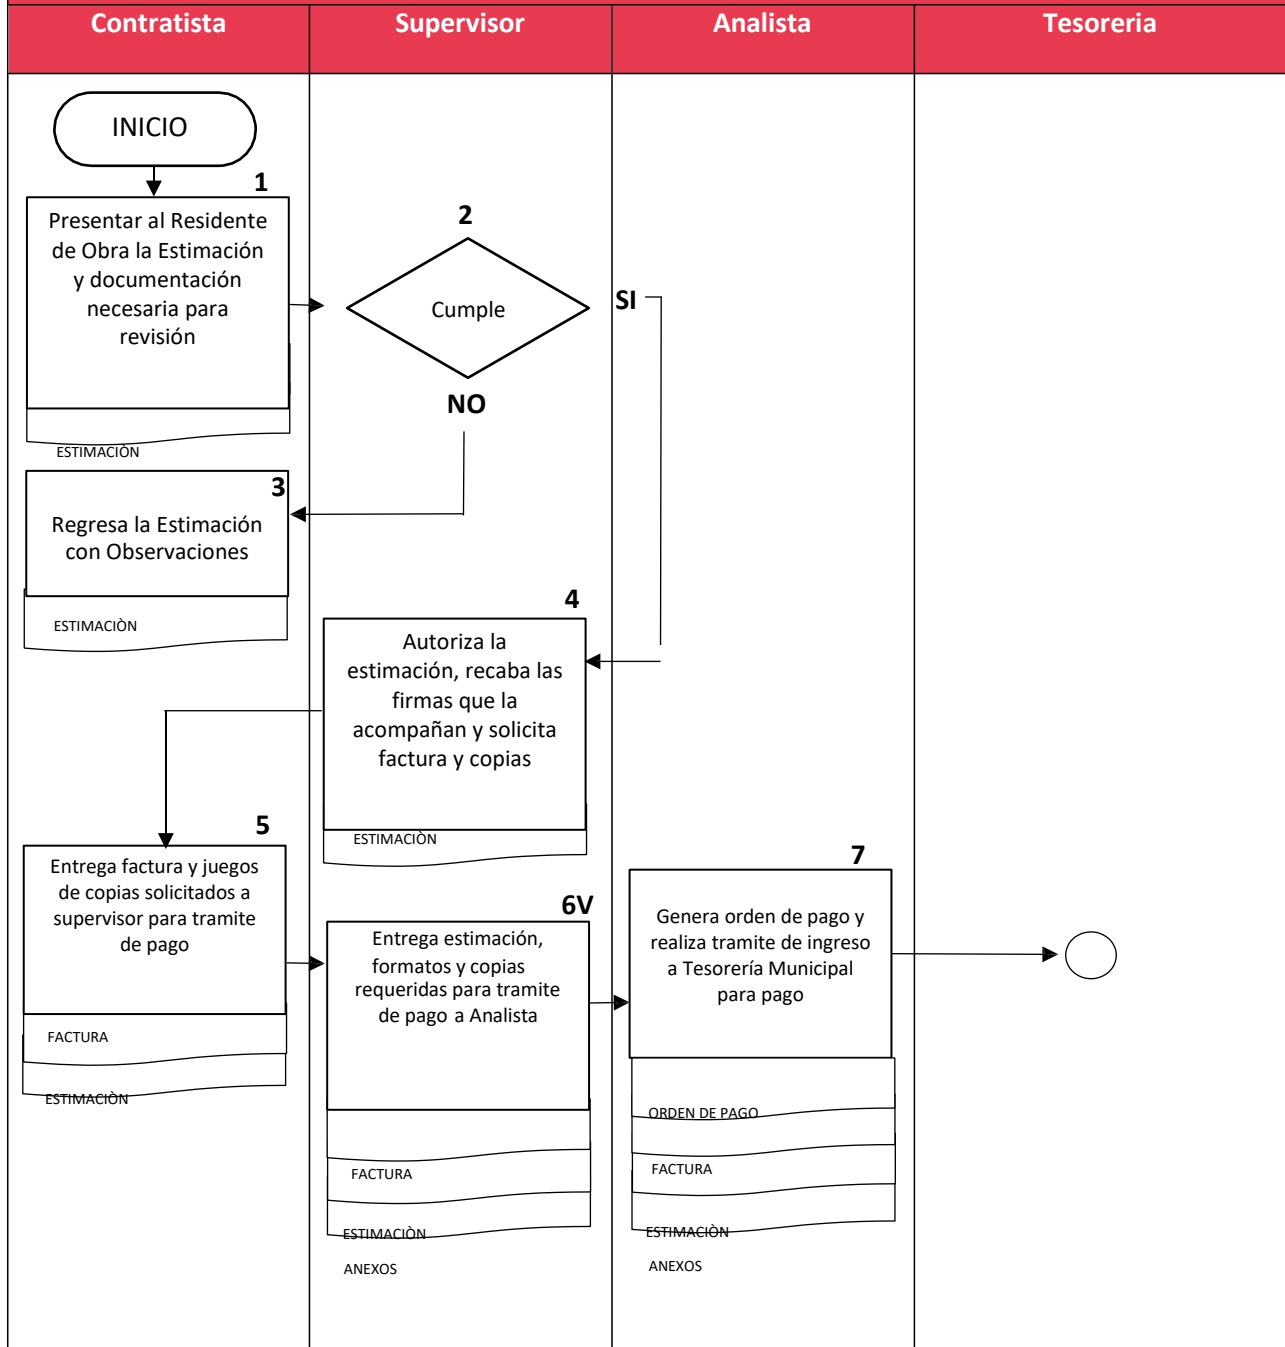 Contratista
Supervisor
Analista
Tesoreria
INICIO
1
Presentar al Residente
de Obra la Estimación
y documentación
necesaria para
revisión
ESTIMACIÒN
2
Cumple
SI
NO
3
Regresa la Estimación
con Observaciones
ESTIMACIÒN
4
Autoriza la
estimación, recaba las
firmas que la
acompañan y solicita
factura y copias
ESTIMACIÒN
5
Entrega factura y juegos
de copias solicitados a
supervisor para tramite
de pago
FACTURA
ESTIMACIÒN
6V
Entrega estimación,
formatos y copias
requeridas para tramite
de pago a Analista
FACTURA
ESTIMACIÒN
ANEXOS
7
Genera orden de pago y
realiza tramite de ingreso
a Tesorería Municipal
para pago
ORDEN DE PAGO
FACTURA
ESTIMACIÒN
ANEXOS